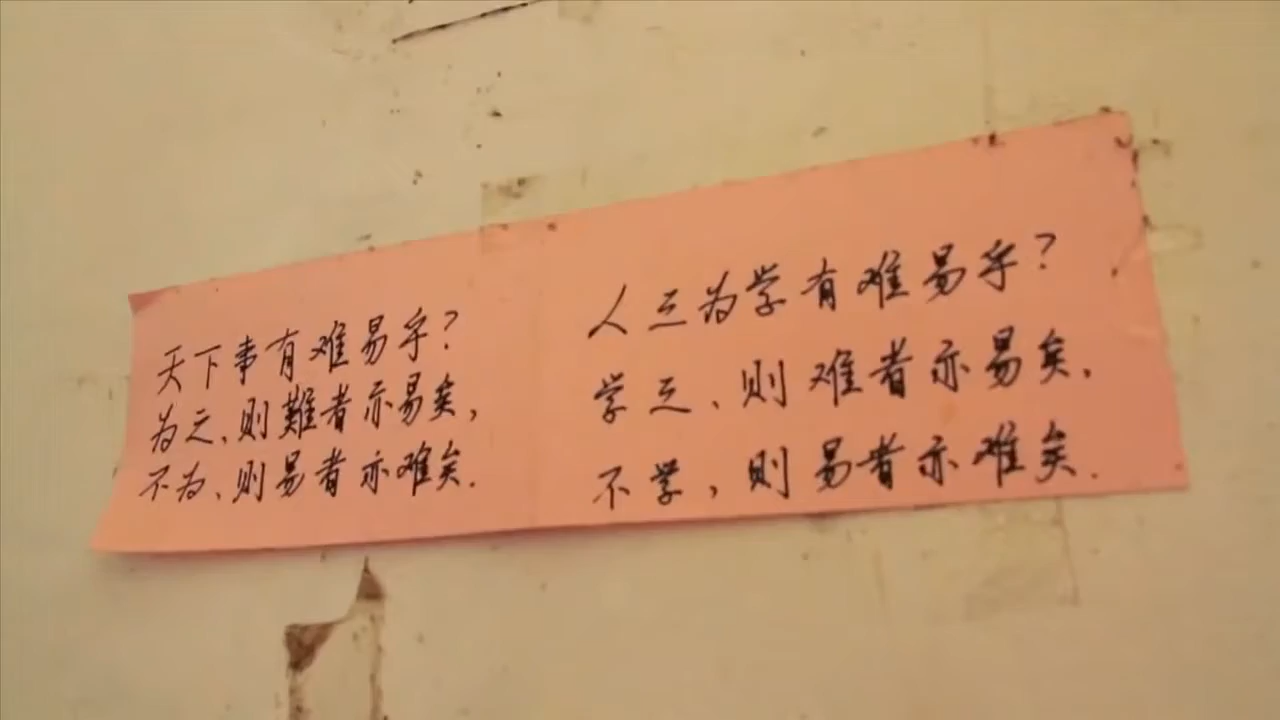 天下事有难易乎？
为之、则難者亦易矣，
不为、则易者亦难矣.
人之为学有难易乎？
学之、则难者亦易矣.
不学，则易者亦难矣.